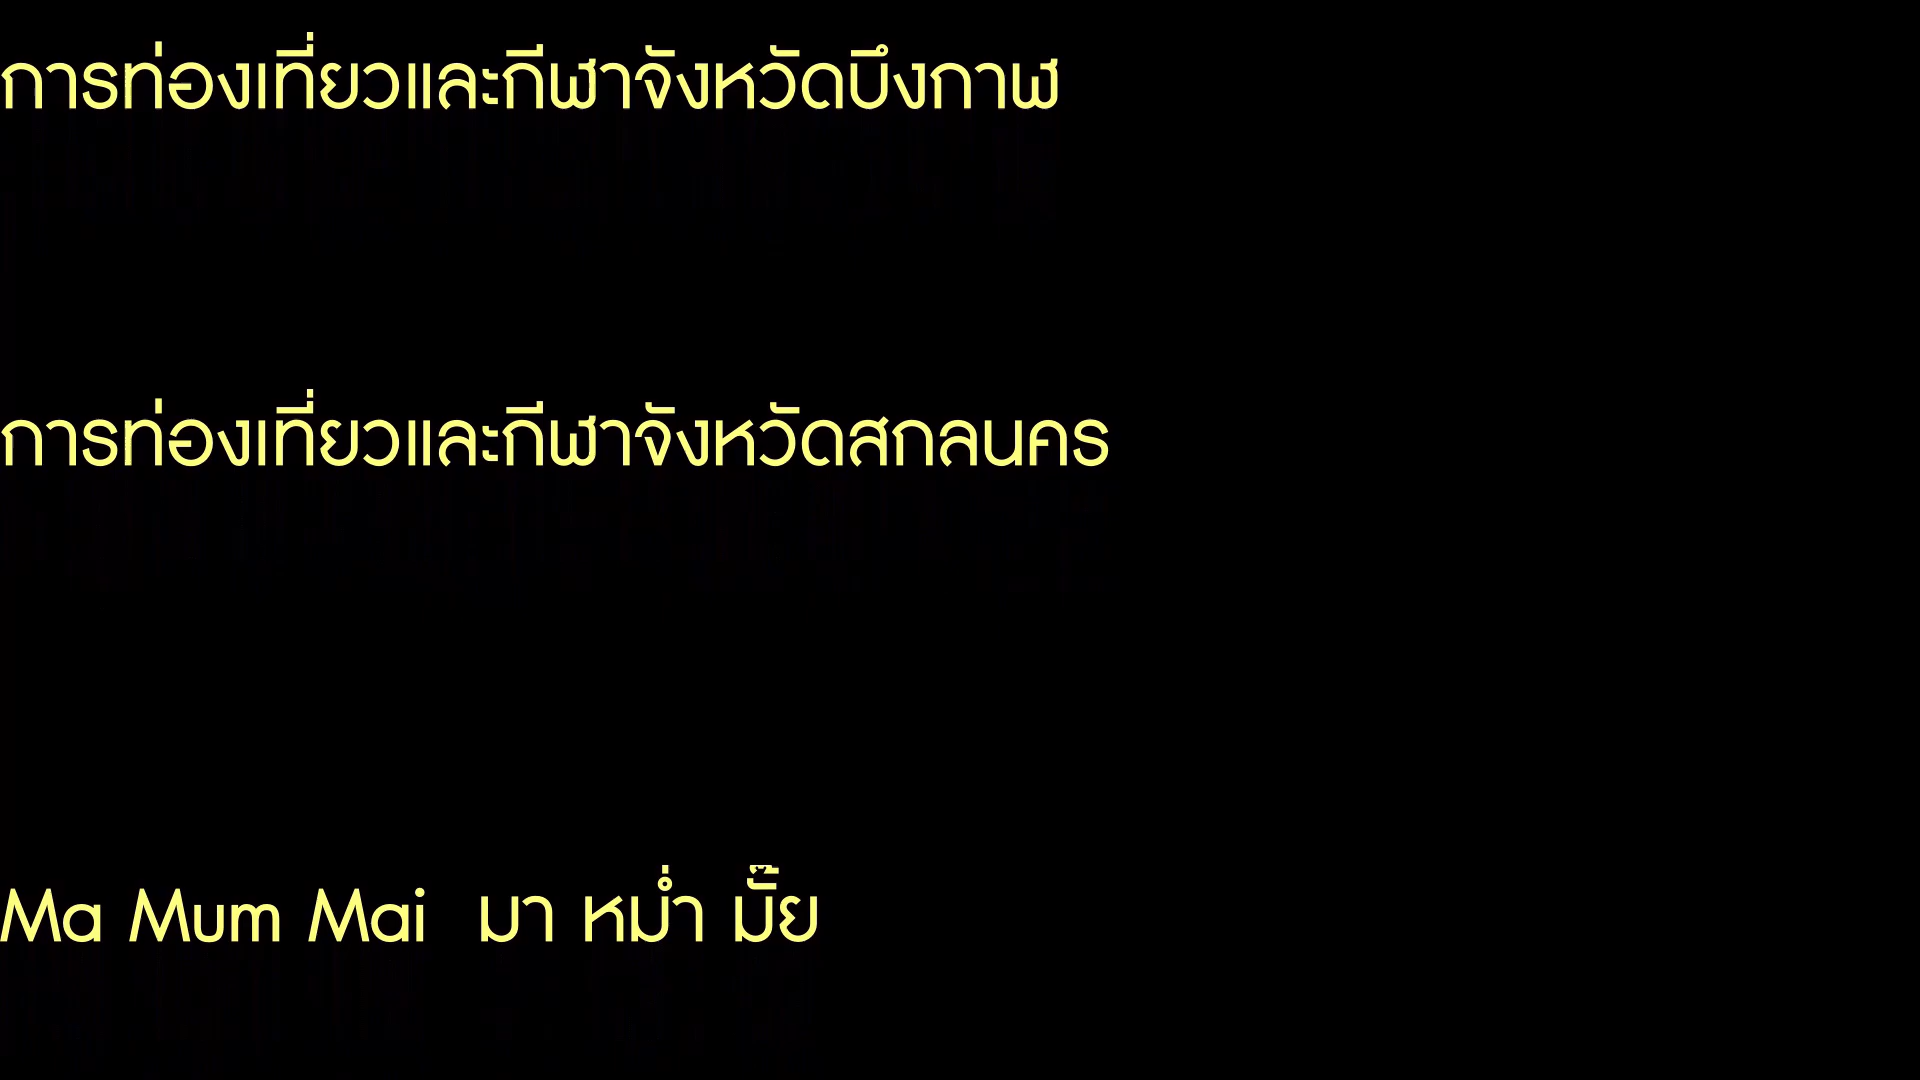 การท่องเที่ยวและกีฬาจังหวัดบึงกาฬ
การท่องเที่ยวและกีฬาจังหวัดสกลนคร
Ma Mum Mai มา หม่ำ มั๊ย